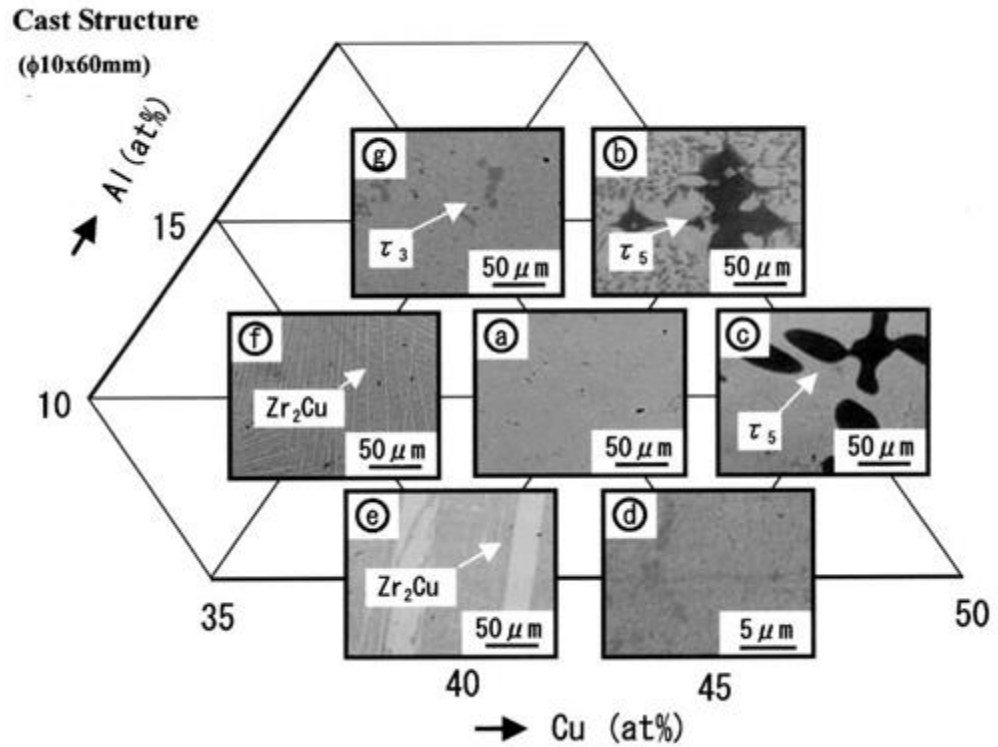 Cast Structure
(ϕ10x60mm)
Al (at%)
15
10
ⓖ
τ₃
50 μm
ⓑ
τ₅
50 μm
ⓕ
Zr₂Cu
50 μm
ⓐ
50 μm
ⓒ
τ₅
50 μm
ⓔ
Zr₂Cu
50 μm
ⓓ
5 μm
35
40
45
50
Cu (at%)